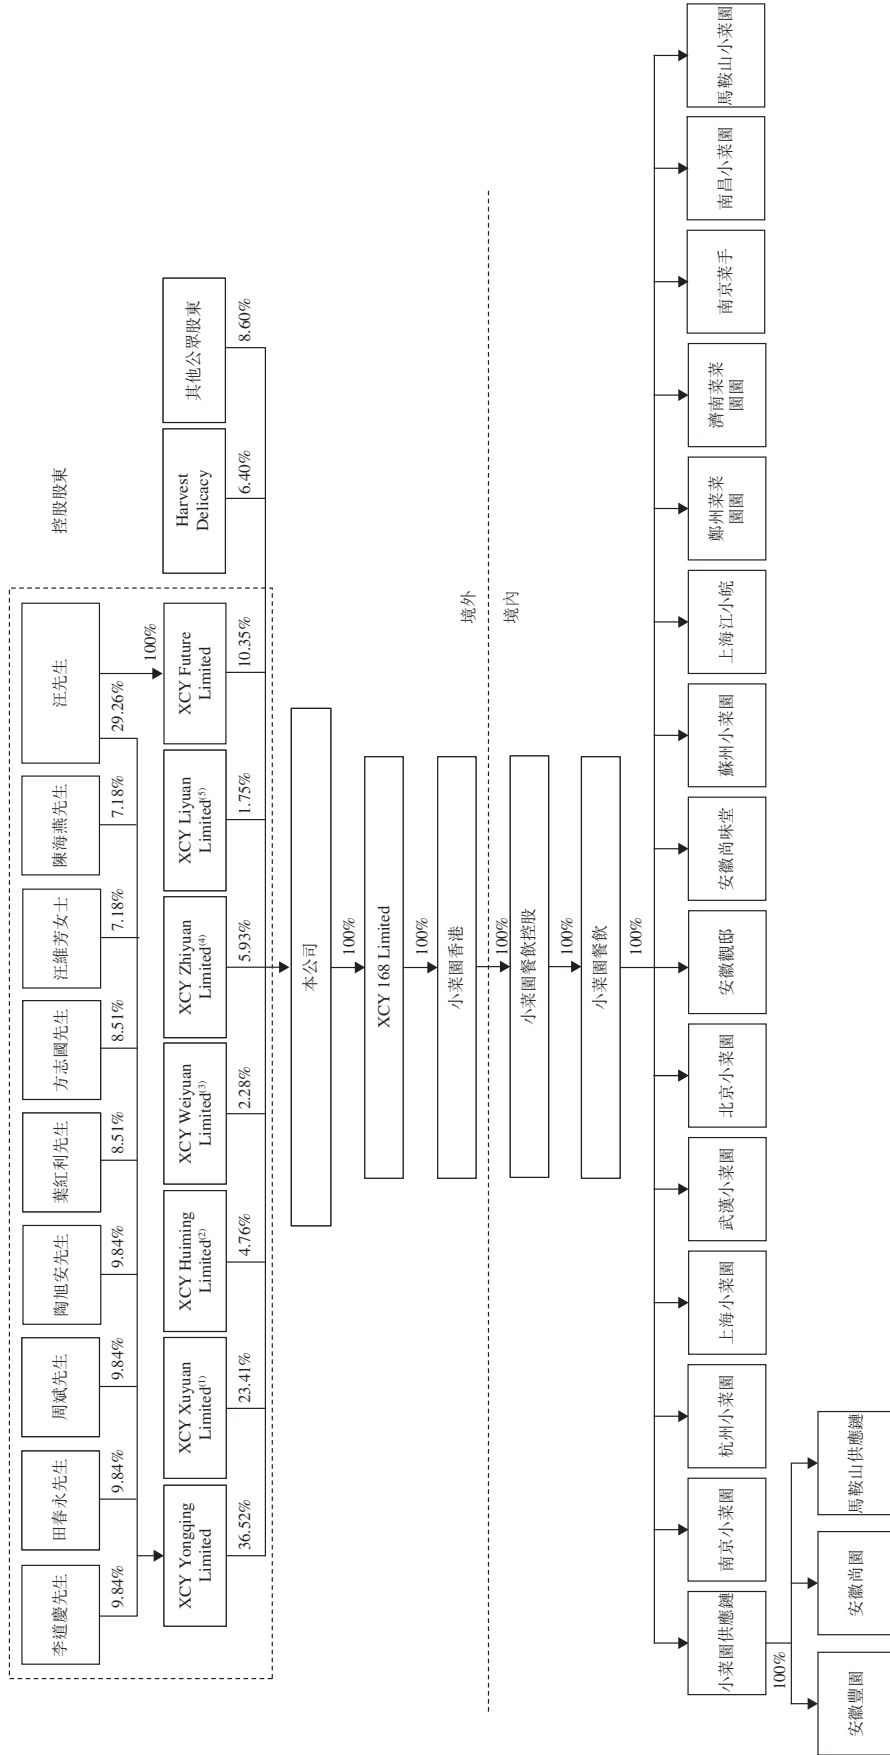 控股股東
李道慶先生
田春永先生
周斌先生
陶旭安先生
葉紅利先生
方志國先生
汪維芳女士
陳海燕先生
汪先生
9.84%
9.84%
9.84%
9.84%
8.51%
8.51%
7.18%
7.18%
29.26%
100%
XCY Yongqing
Limited
XCY Xuyuan
Limited(1)
XCY Huiming
Limited(2)
XCY Weiyuan
Limited(3)
XCY Zhiyuan
Limited(4)
XCY Liyuan
Limited(5)
XCY Future
Limited
Harvest
Delicacy
其他公眾股東
36.52%
23.41%
4.76%
2.28%
5.93%
1.75%
10.35%
6.40%
8.60%
本公司
100%
XCY 168 Limited
100%
小菜園香港
境外
100%
境內
小菜園餐飲控股
100%
小菜園餐飲
100%
小菜園供應鏈
南京小菜園
杭州小菜園
上海小菜園
武漢小菜園
北京小菜園
安徽觀邸
安徽尚味堂
蘇州小菜園
上海江小皖
鄭州菜菜
園園
濟南菜菜
園園
南京菜手
南昌小菜園
馬鞍山小菜園
100%
安徽豐園
安徽尚園
馬鞍山供應鏈